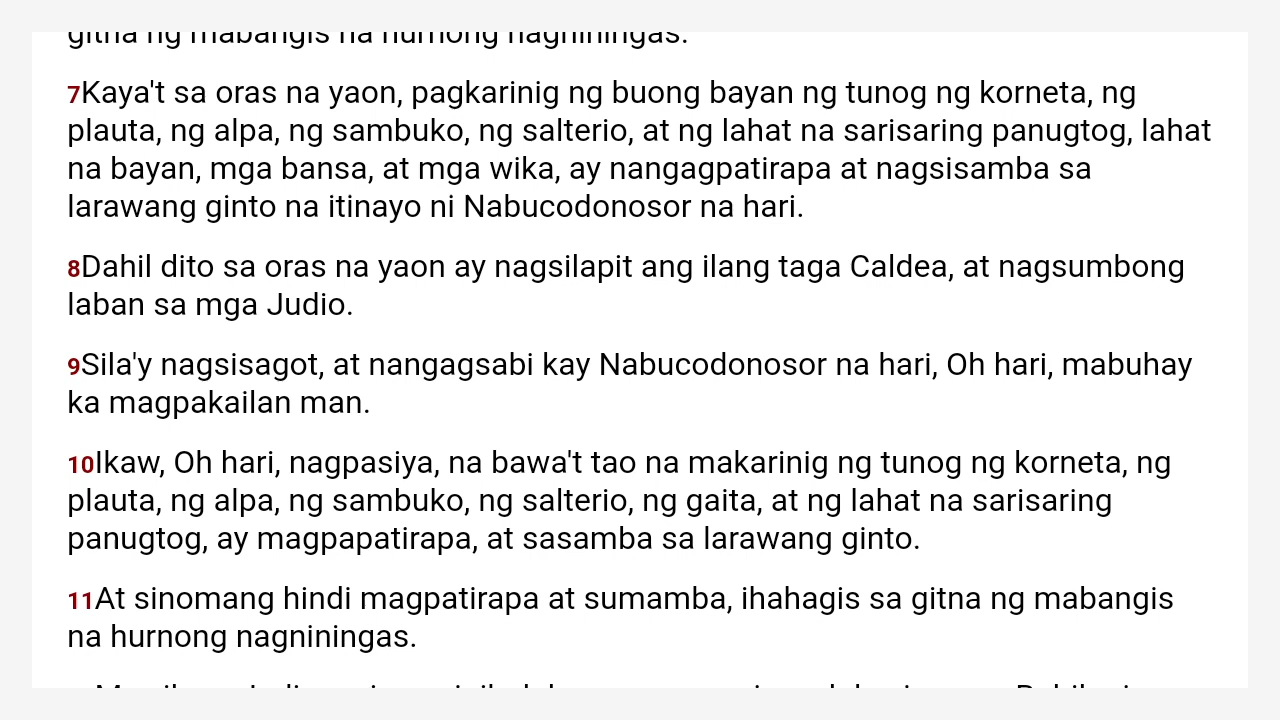 gitna ng mabangis na hurnong nagniningas.
7Kaya't sa oras na yaon, pagkarinig ng buong bayan ng tunog ng korneta, ng
plauta, ng alpa, ng sambuko, ng salterio, at ng lahat na sarisaring panugtog, lahat
na bayan, mga bansa, at mga wika, ay nangagpatirapa at nagsisamba sa
larawang ginto na itinayo ni Nabucodonosor na hari.
8Dahil dito sa oras na yaon ay nagsilapit ang ilang taga Caldea, at nagsumbong
laban sa mga Judio.
9Sila'y nagsisagot, at nangagsabi kay Nabucodonosor na hari, Oh hari, mabuhay
ka magpakailan man.
10Ikaw, Oh hari, nagpasiya, na bawa't tao na makarinig ng tunog ng korneta, ng
plauta, ng alpa, ng sambuko, ng salterio, ng gaita, at ng lahat na sarisaring
panugtog, ay magpapatirapa, at sasamba sa larawang ginto.
11At sinomang hindi magpatirapa at sumamba, ihahagis sa gitna ng mabangis
na hurnong nagniningas.